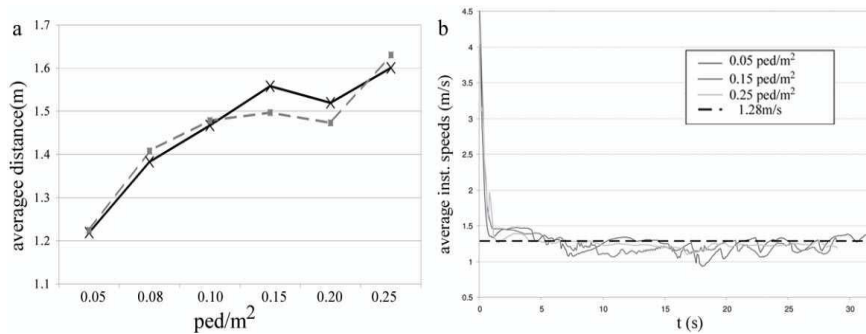 a
1.7
1.6
1.5
1.4
1.3
1.2
1.1
averagee distance(m)
0.05 0.08 0.10 0.15 0.20 0.25
ped/m²
b
4.5
4
3.5
3
2.5
2
1.5
1
0.5
average inst. speeds (m/s)
0.05 ped/m²
0.15 ped/m²
0.25 ped/m²
1.28m/s
0 5 10 15 20 25 30
t (s)